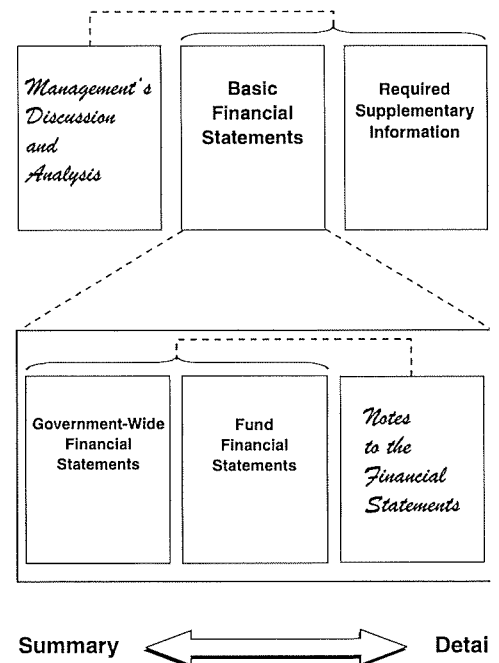 Management's
Discussion
and
Analysis
Basic
Financial
Statements
Required
Supplementary
Information
Government-Wide
Financial
Statements
Fund
Financial
Statements
Notes
to the
Financial
Statements
Summary
Detai